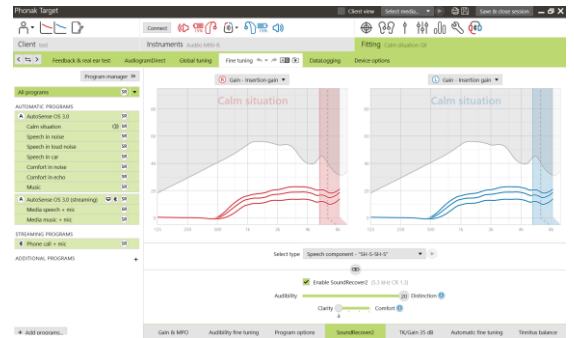 Phonak Target
Client view Select media... Save & close session
Connect
Client test Instruments Audéo M90-R Fitting Calm situation QII
Feedback & real ear test AudiogramDirect Global tuning Fine tuning DataLogging Device options
Program manager
All programs
AUTOMATIC PROGRAMS
AutoSense OS 3.0
Calm situation
Speech in noise
Speech in loud noise
Speech in car
Comfort in noise
Comfort in echo
Music
AutoSense OS 3.0 (streaming)
Media speech + mic
Media music + mic
STREAMING PROGRAMS
Phone call + mic
ADDITIONAL PROGRAMS +
+ Add programs...
R Gain - Insertion gain
Calm situation
L Gain - Insertion gain
Calm situation
Select type Speech component - "SH-S-SH-S"
Enable SoundRecover2
Audibility 20 Distinction
Clarity Comfort
Gain & MPO Audibility fine tuning Program options SoundRecover2 TK/Gain 35 dB Automatic fine tuning Tinnitus balance